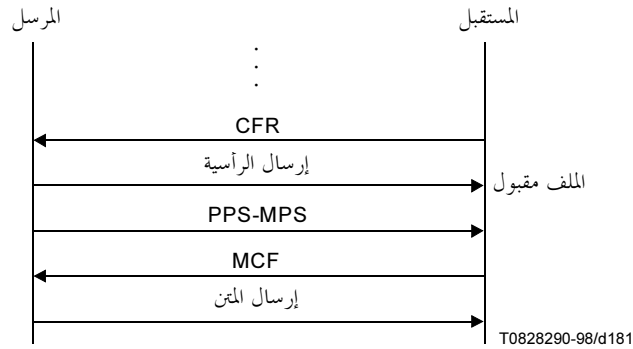 المرسل
المستقبل
.
.
.
CFR
إرسال الرأسية
الملف مقبول
PPS-MPS
MCF
إرسال المتن
T0828290-98/d181